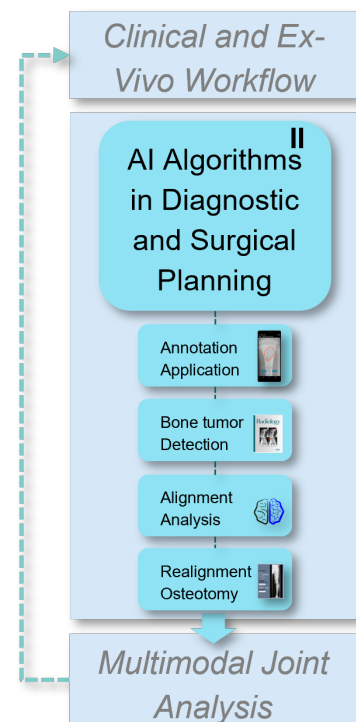 Clinical and Ex-
Vivo Workflow
II
AI Algorithms
in Diagnostic
and Surgical
Planning
Annotation
Application
Bone tumor
Detection
Radiology
Alignment
Analysis
Realignment
Osteotomy
Multimodal Joint
Analysis